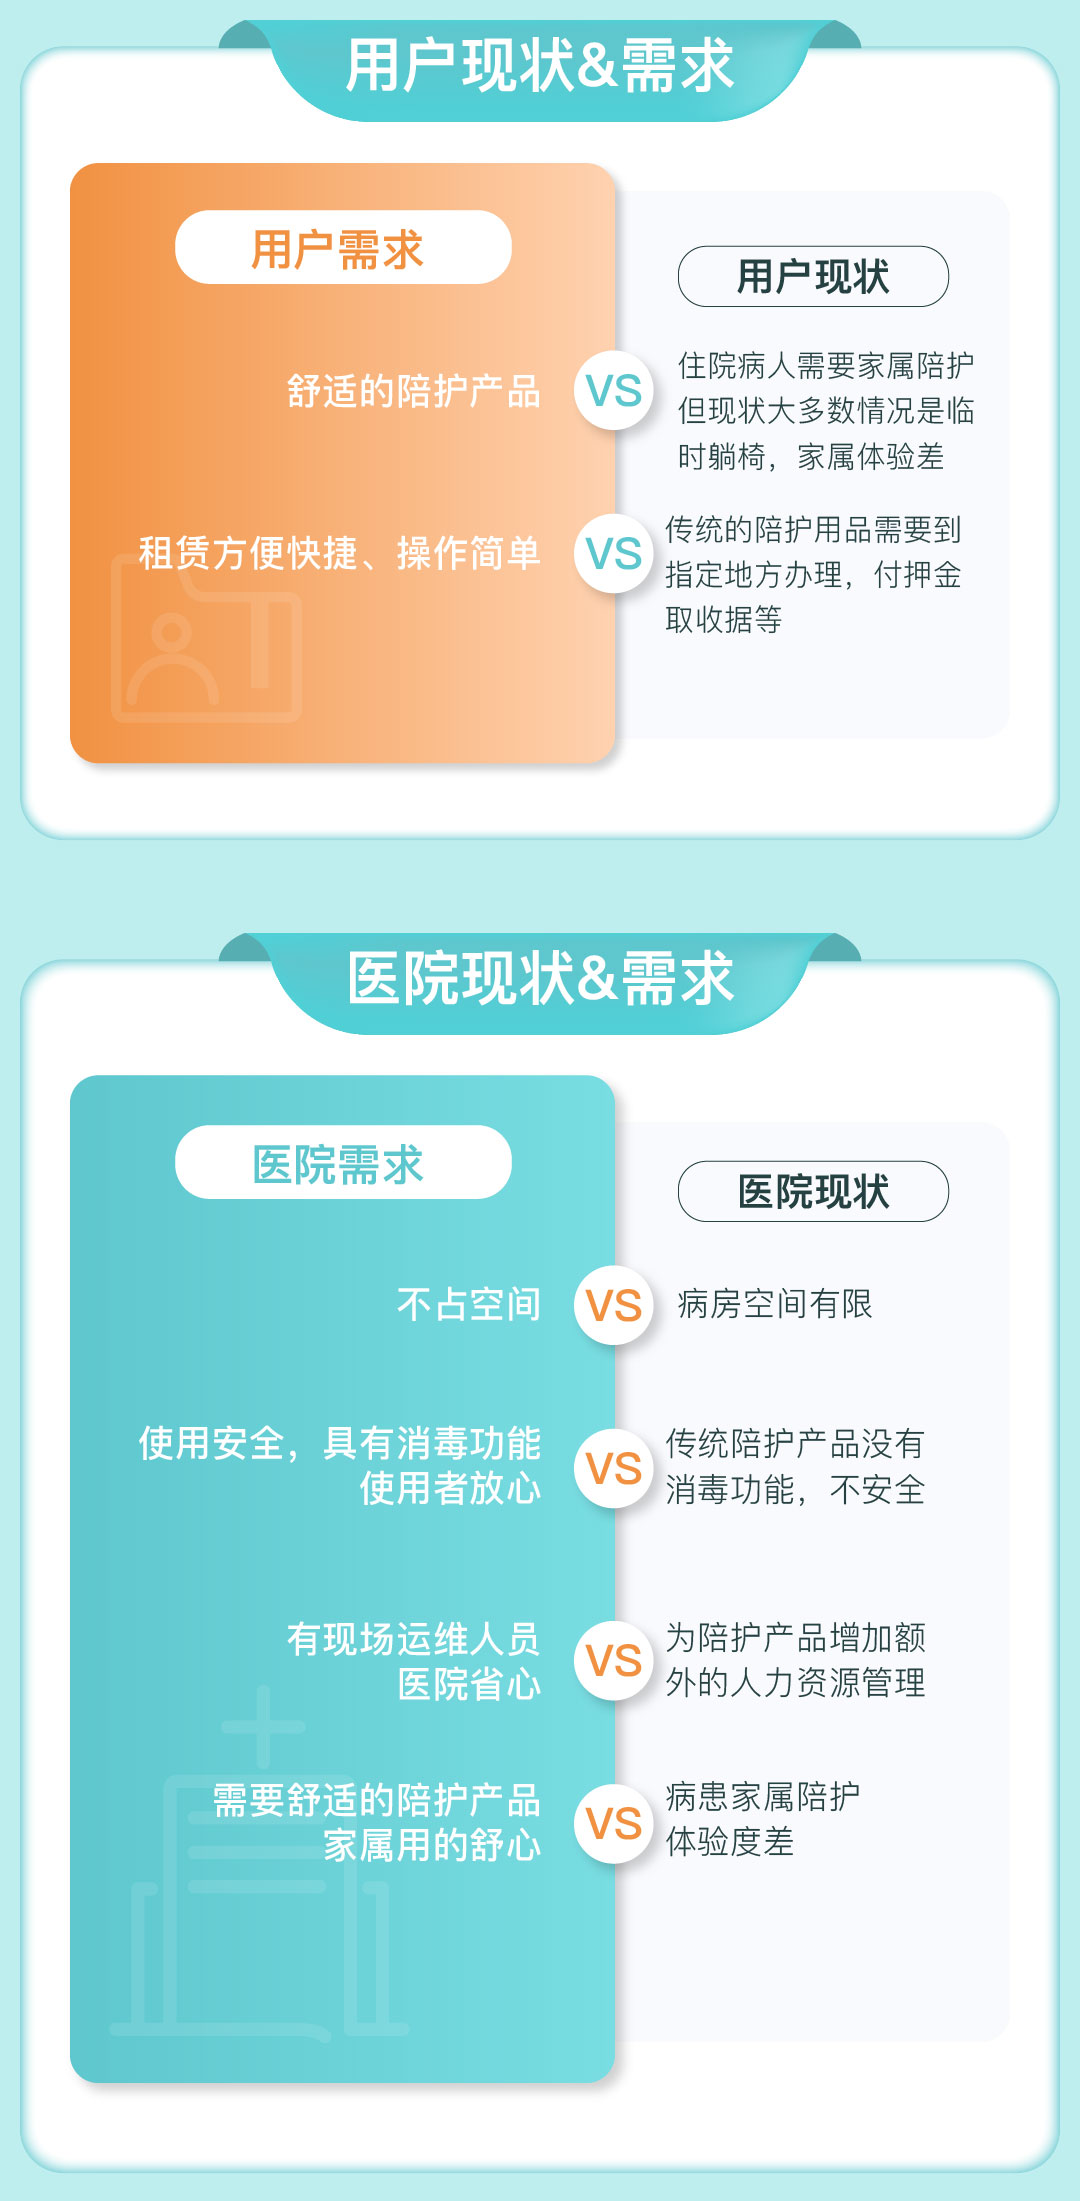 用户现状&需求
用户需求
用户现状
舒适的陪护产品
VS
住院病人需要家属陪护
但现状大多数情况是临
时躺椅，家属体验差
租赁方便快捷、操作简单
VS
传统的陪护用品需要到
指定地方办理，付押金
取收据等
医院现状&需求
医院需求
医院现状
不占空间
VS
病房空间有限
使用安全，具有消毒功能
使用者放心
VS
传统陪护产品没有
消毒功能，不安全
有现场运维人员
医院省心
VS
为陪护产品增加额
外的人力资源管理
需要舒适的陪护产品
家属用的舒心
VS
病患家属陪护
体验度差